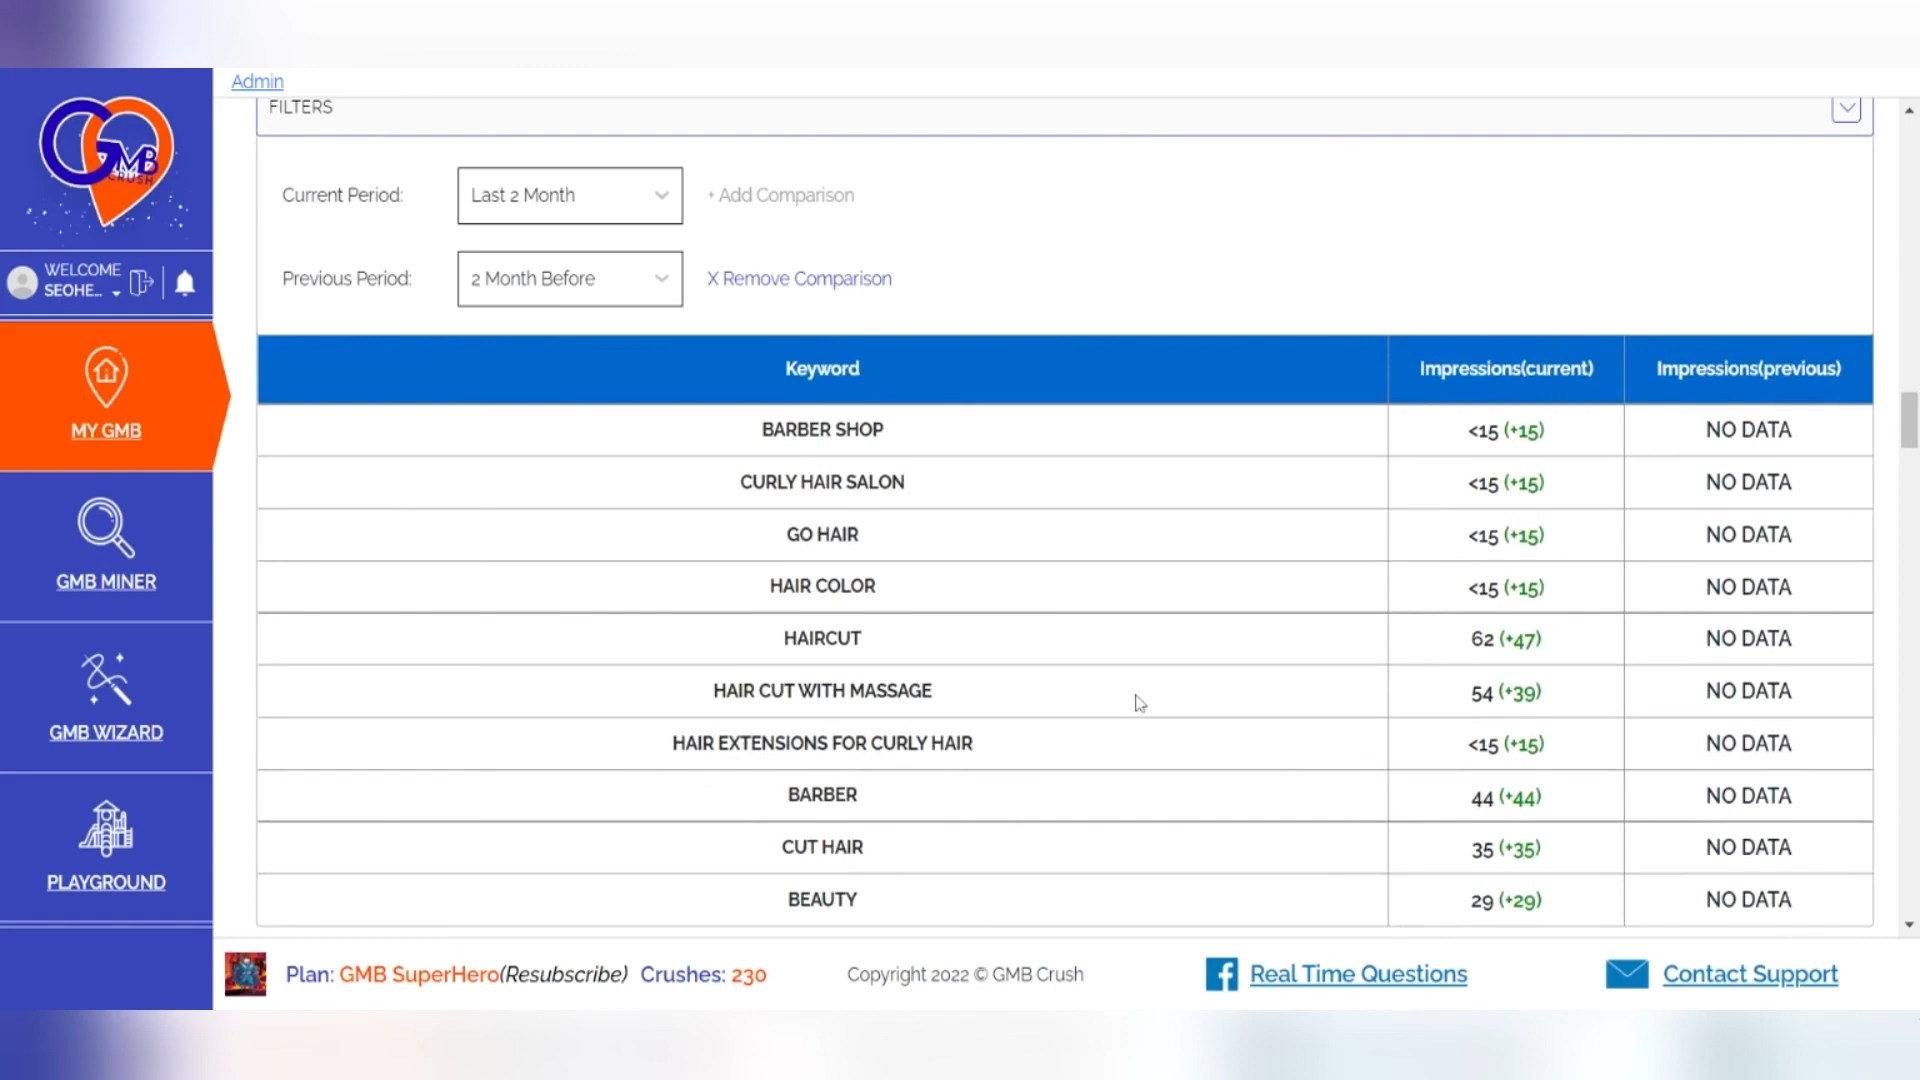 Admin
FILTERS
GMB
CRUSH
WELCOME
SEOHE...
MY GMB
GMB MINER
GMB WIZARD
PLAYGROUND
Current Period: Last 2 Month + Add Comparison
Previous Period: 2 Month Before X Remove Comparison
Keyword Impressions(current) Impressions(previous)
BARBER SHOP <15 (+15) NO DATA
CURLY HAIR SALON <15 (+15) NO DATA
GO HAIR <15 (+15) NO DATA
HAIR COLOR <15 (+15) NO DATA
HAIRCUT 62 (+47) NO DATA
HAIR CUT WITH MASSAGE 54 (+39) NO DATA
HAIR EXTENSIONS FOR CURLY HAIR <15 (+15) NO DATA
BARBER 44 (+44) NO DATA
CUT HAIR 35 (+35) NO DATA
BEAUTY 29 (+29) NO DATA
Plan: GMB SuperHero(Resubscribe) Crushes: 230 Copyright 2022 © GMB Crush Real Time Questions Contact Support